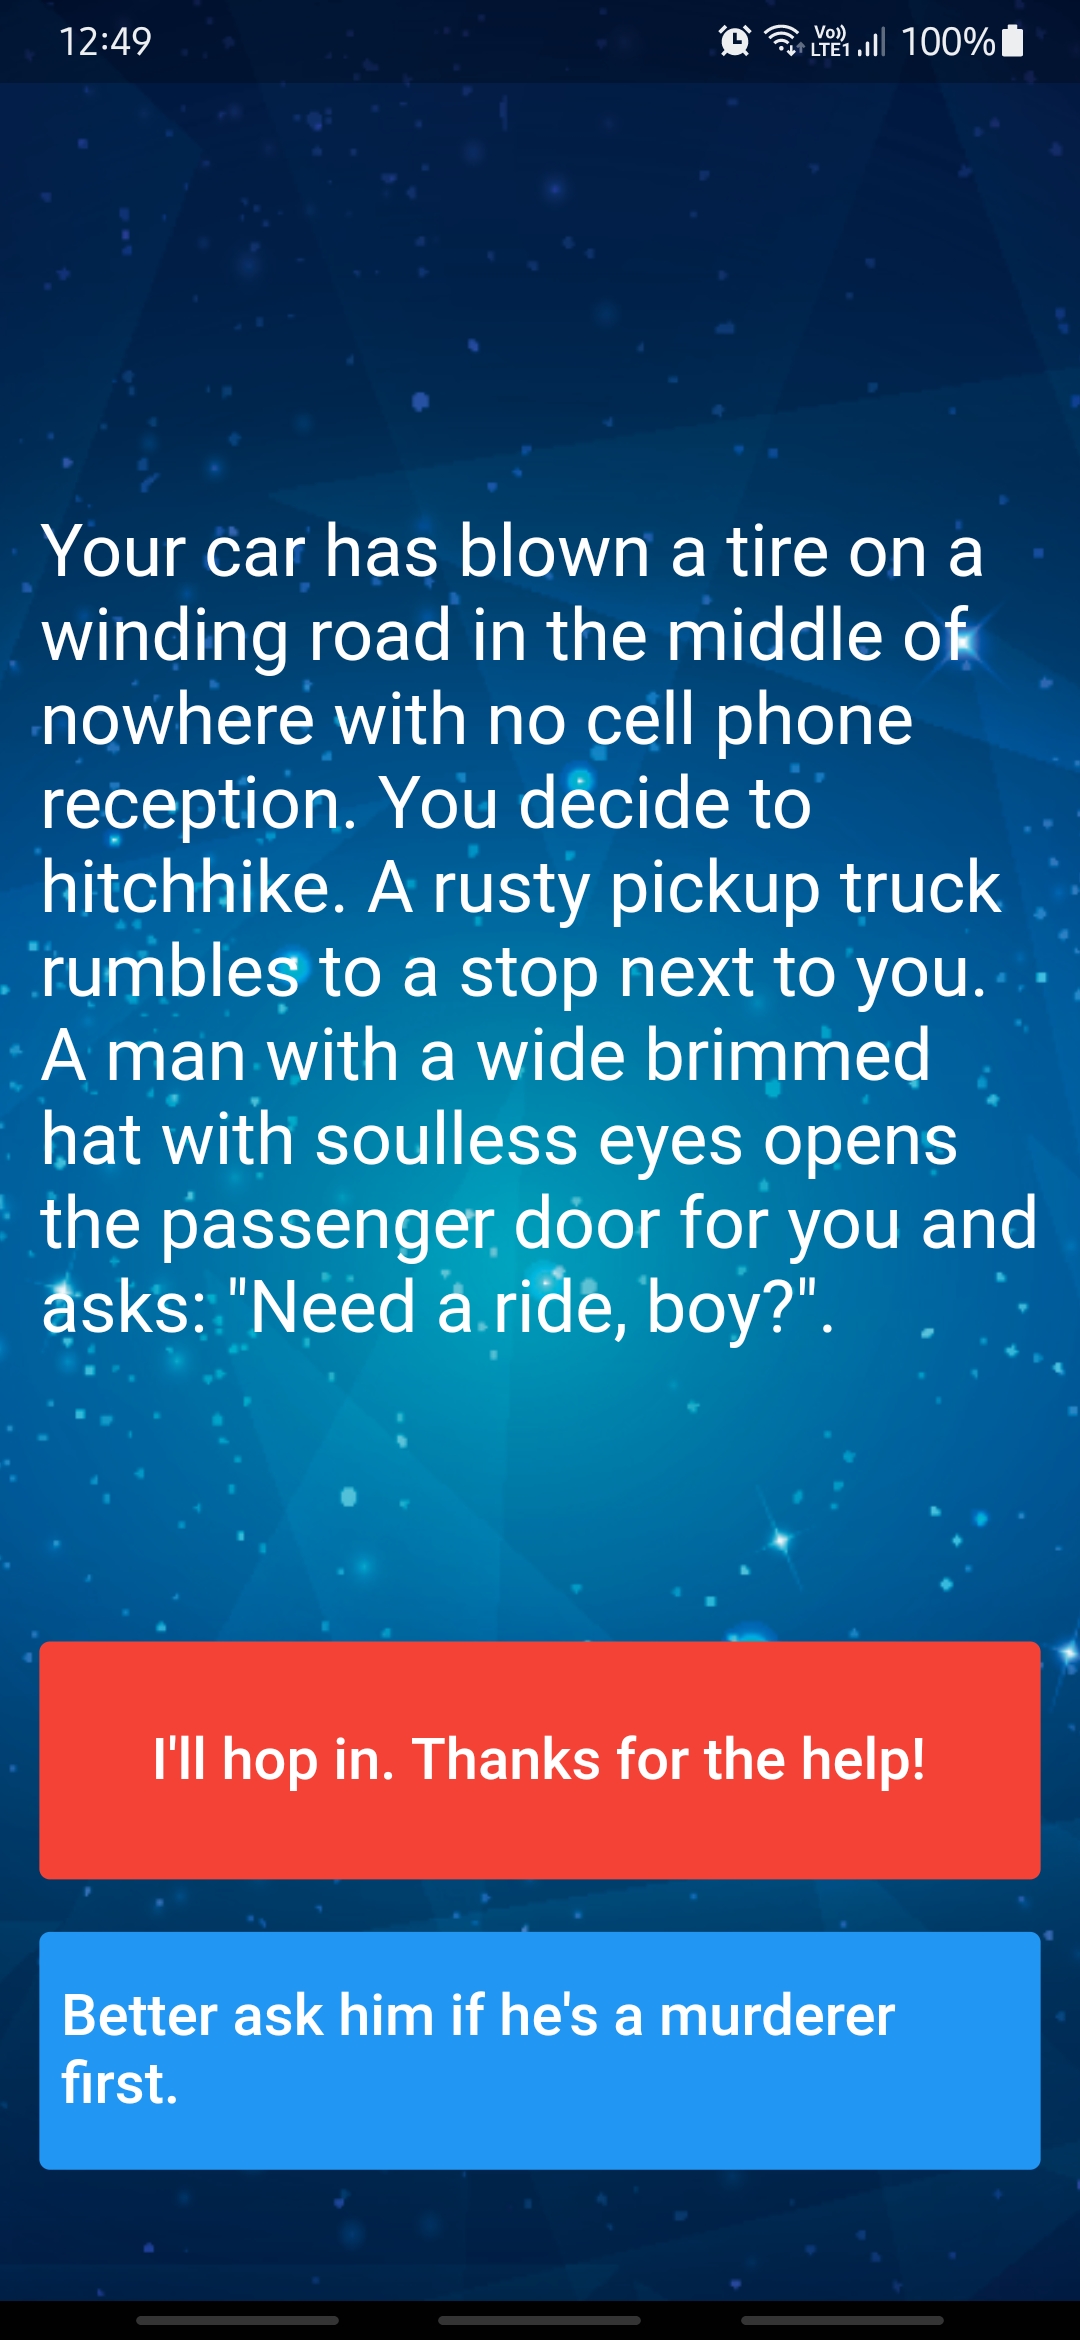 12:49
Vo)) LTE1 100%
Your car has blown a tire on a
winding road in the middle of
nowhere with no cell phone
reception. You decide to
hitchhike. A rusty pickup truck
rumbles to a stop next to you.
A man with a wide brimmed
hat with soulless eyes opens
the passenger door for you and
asks: "Need a ride, boy?".
I'll hop in. Thanks for the help!
Better ask him if he's a murderer
first.